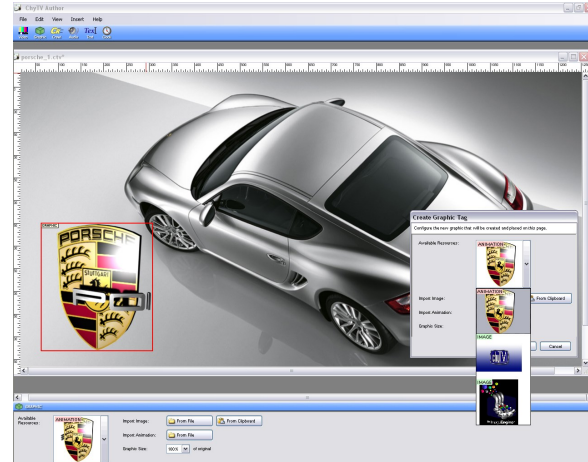 ChyTV Author
File Edit View Insert Help
Text
porsche_1.ctv*
GRAPHIC
PORSCHE
STUTTGART
Create Graphic Tag
Configure the new graphic that will be created and placed on this page.
Available Resources:
ANIMATION
Import Image:
From Clipboard
Import Animation:
Graphic Size:
Cancel
ANIMATION
IMAGE
IMAGE
GRAPHIC
Available Resources:
ANIMATION
Import Image:
From File
From Clipboard
Import Animation:
From File
Graphic Size:
100%
of original